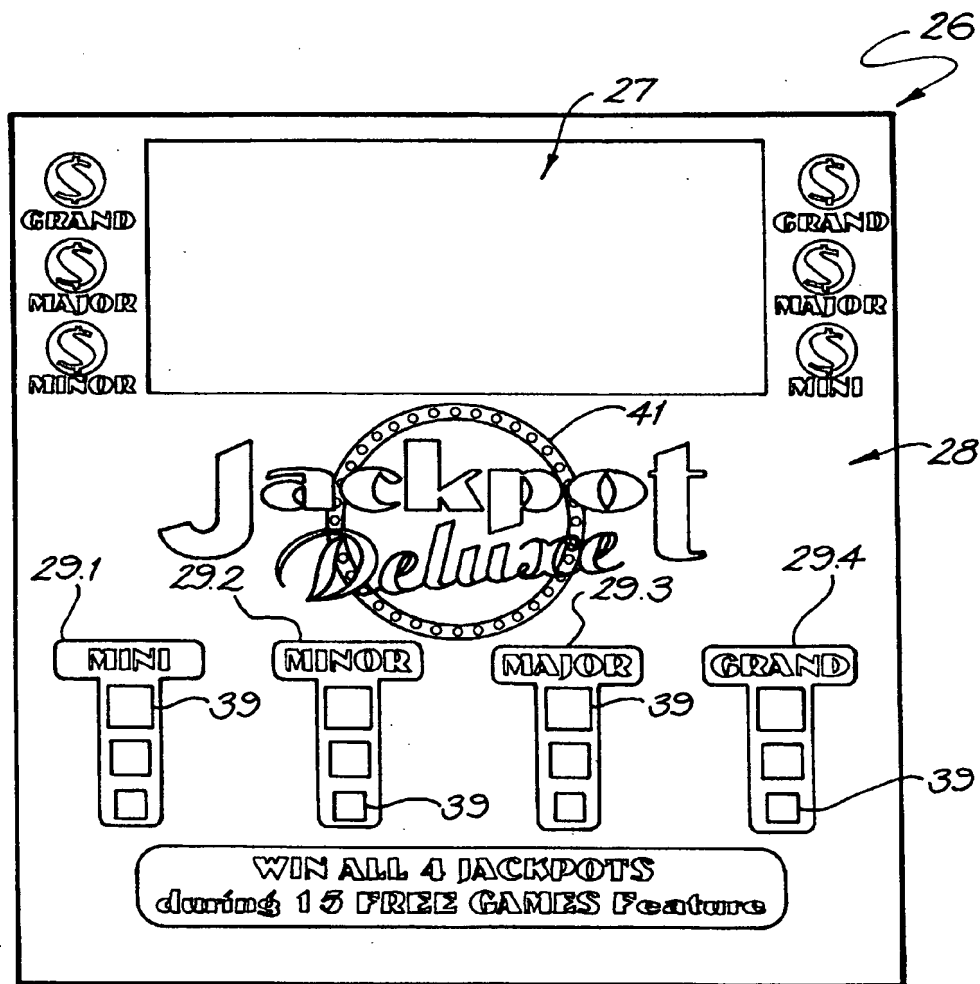 26
27
$ $
GRAND GRAND
$ $
MAJOR MAJOR
$ $
MINOR MINI
41
28
Jackpot
Deluxe
29.1 29.2 29.3 29.4
MINI MINOR MAJOR GRAND
39 39
39 39
WIN ALL 4 JACKPOTS
during 15 FREE GAMES Feature